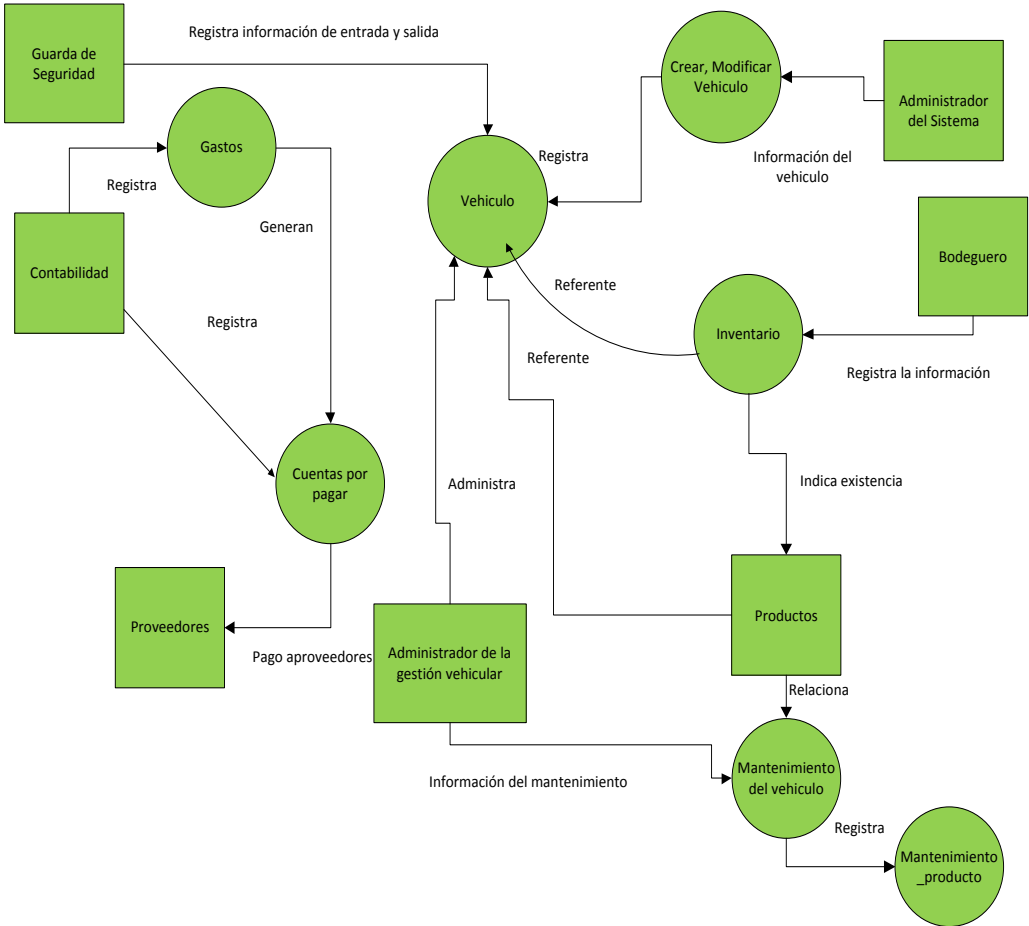 Registra información de entrada y salida
Guarda de
Seguridad
Crear, Modificar
Vehiculo
Administrador
del Sistema
Gastos
Registra
Información del
vehiculo
Registra
Vehiculo
Generan
Contabilidad
Bodeguero
Referente
Registra
Inventario
Referente
Registra la información
Cuentas por
pagar
Administra
Indica existencia
Proveedores
Pago aproveedores
Administrador de la
gestión vehicular
Productos
Relaciona
Información del mantenimiento
Mantenimiento
del vehiculo
Registra
Mantenimiento
_producto